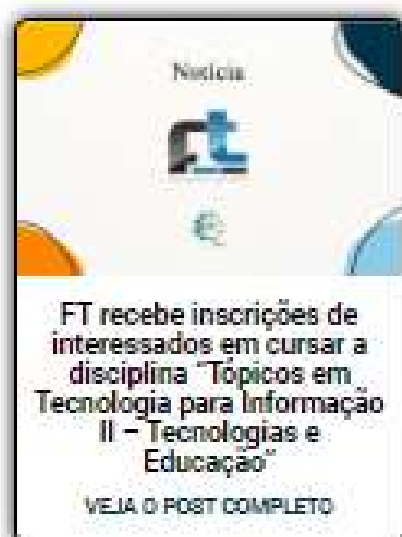 Notícia
ft
FT recebe inscrições de
interessados em cursar a
disciplina “Tópicos em
Tecnologia para Informação
II – Tecnologias e
Educação”
VEJA O POST COMPLETO